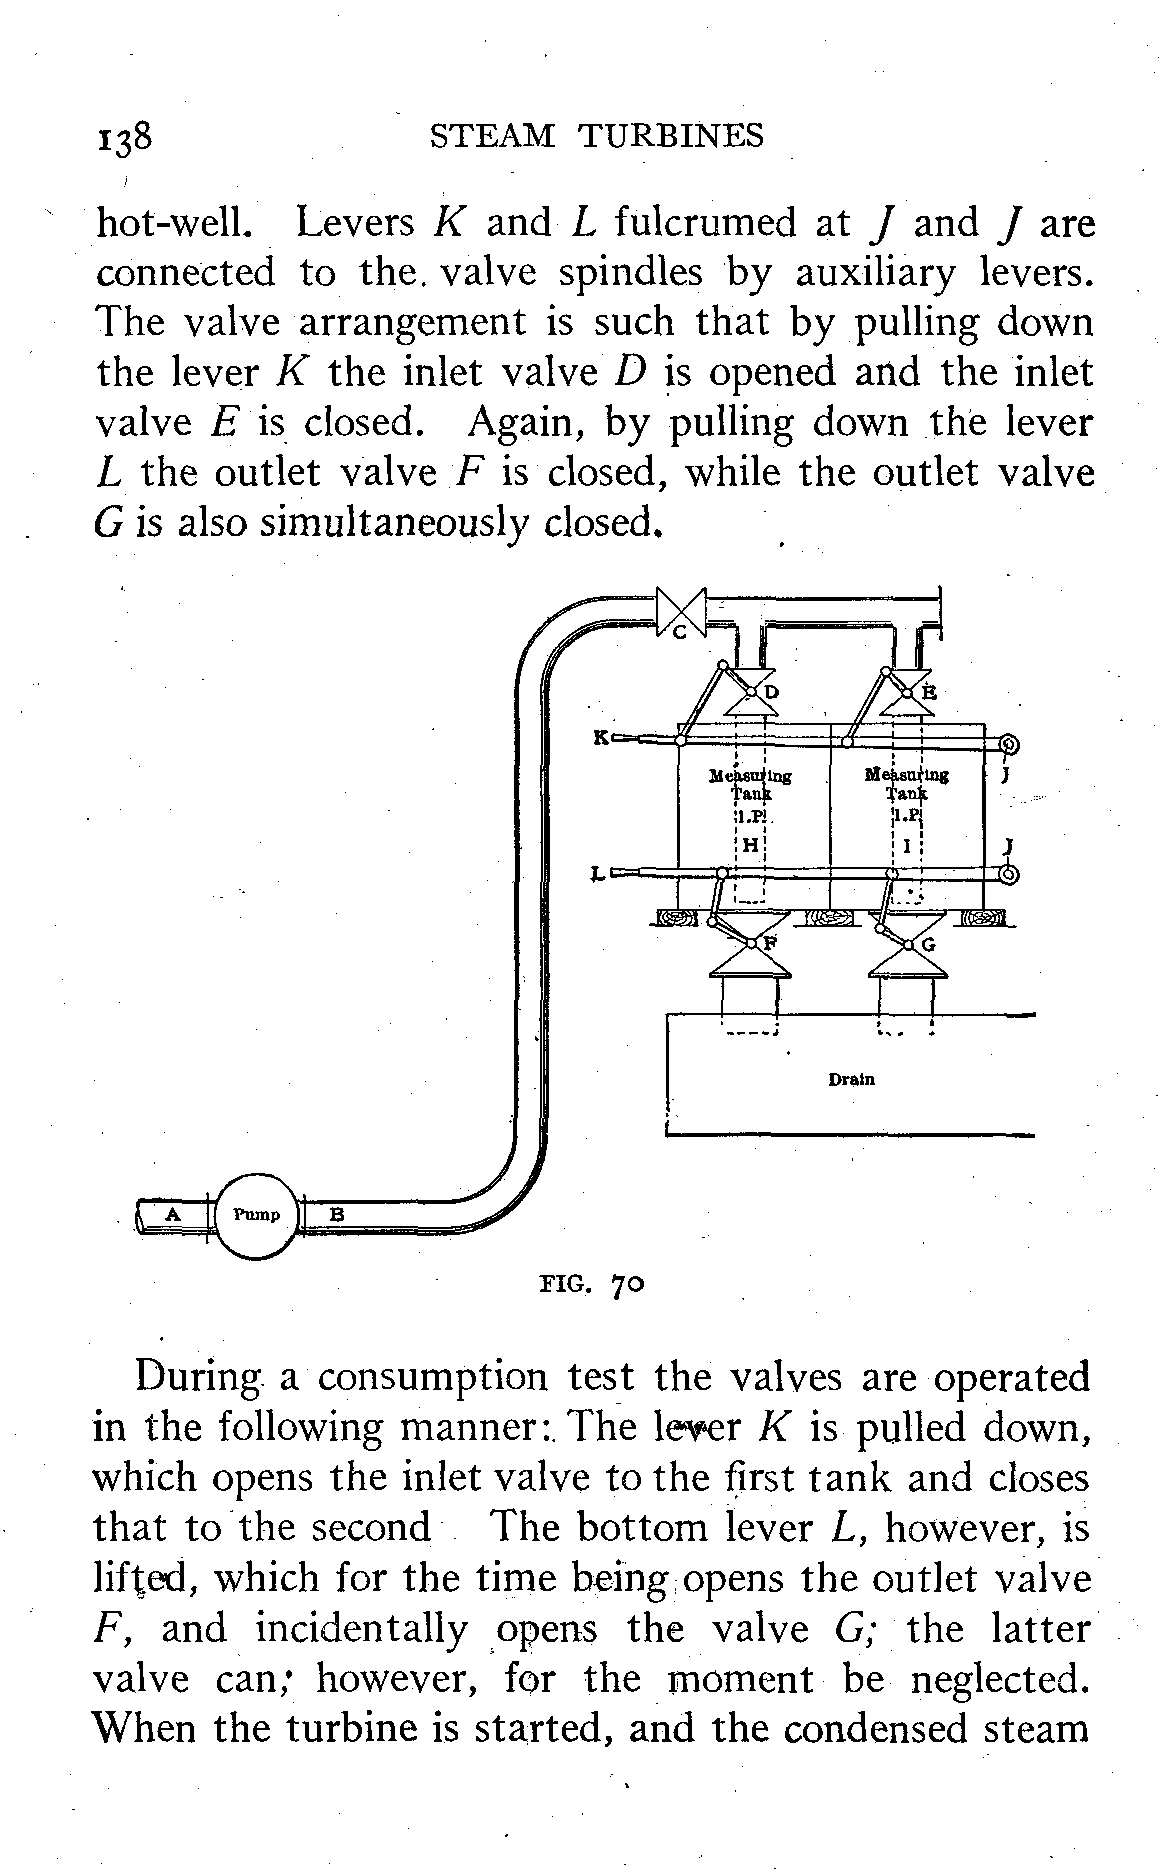 138 STEAM TURBINES
hot-well. Levers K and L fulcrumed at J and J are
connected to the valve spindles by auxiliary levers.
The valve arrangement is such that by pulling down
the lever K the inlet valve D is opened and the inlet
valve E is closed. Again, by pulling down the lever
L the outlet valve F is closed, while the outlet valve
G is also simultaneously closed.
C
D E
K
J
Measuring Measuring
Tank Tank
1.P. 1.P.
H I
J
L
F G
Drain
A Pump B
FIG. 70
During a consumption test the valves are operated
in the following manner: The lever K is pulled down,
which opens the inlet valve to the first tank and closes
that to the second The bottom lever L, however, is
lifted, which for the time being opens the outlet valve
F, and incidentally opens the valve G; the latter
valve can; however, for the moment be neglected.
When the turbine is started, and the condensed steam